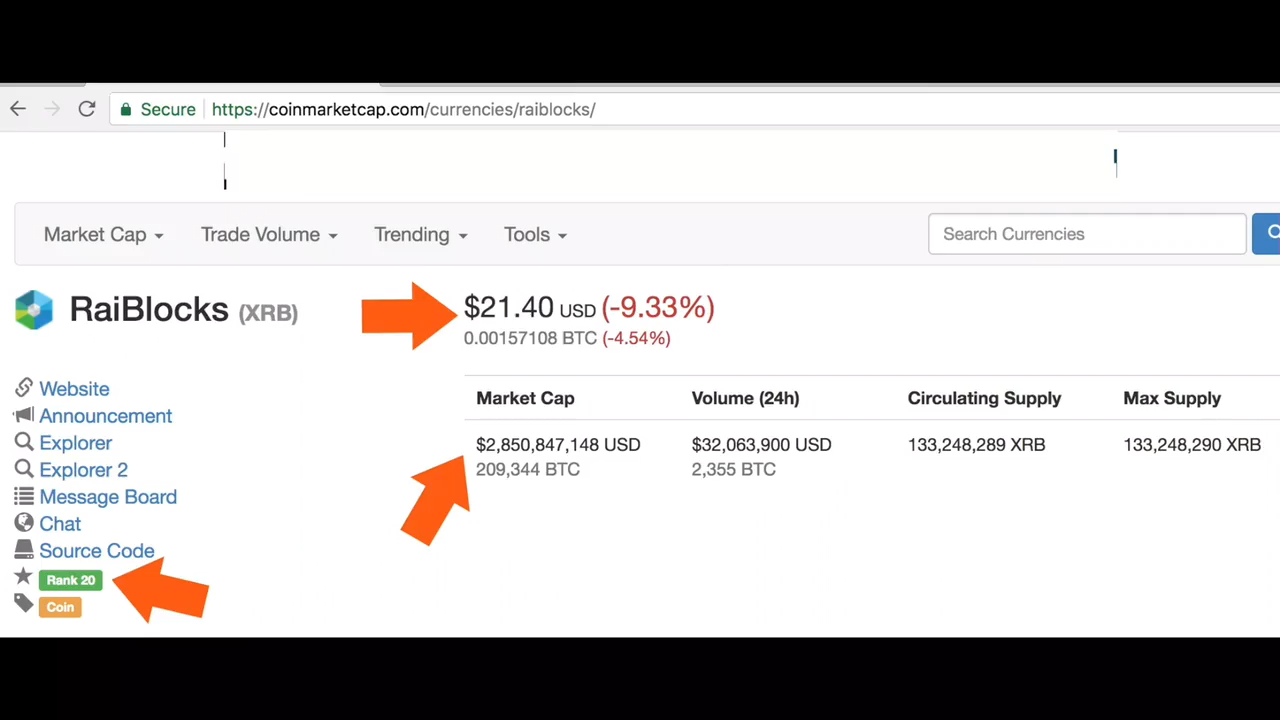 Secure https://coinmarketcap.com/currencies/raiblocks/
Market Cap Trade Volume Trending Tools Search Currencies
RaiBlocks (XRB)
$21.40 USD (-9.33%)
0.00157108 BTC (-4.54%)
Website
Announcement
Explorer
Explorer 2
Message Board
Chat
Source Code
Rank 20
Coin
Market Cap Volume (24h) Circulating Supply Max Supply
$2,850,847,148 USD $32,063,900 USD 133,248,289 XRB 133,248,290 XRB
209,344 BTC 2,355 BTC